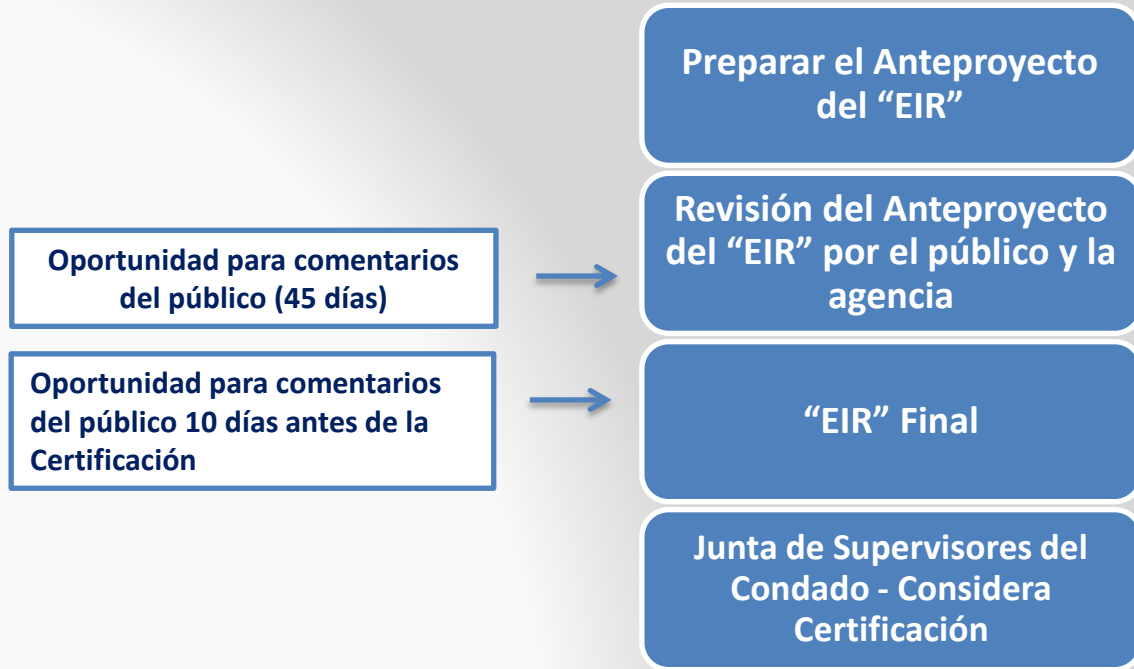 Preparar el Anteproyecto
del “EIR”
Oportunidad para comentarios
del público (45 días)
Revisión del Anteproyecto
del “EIR” por el público y la
agencia
Oportunidad para comentarios
del público 10 días antes de la
Certificación
“EIR” Final
Junta de Supervisores del
Condado - Considera
Certificación